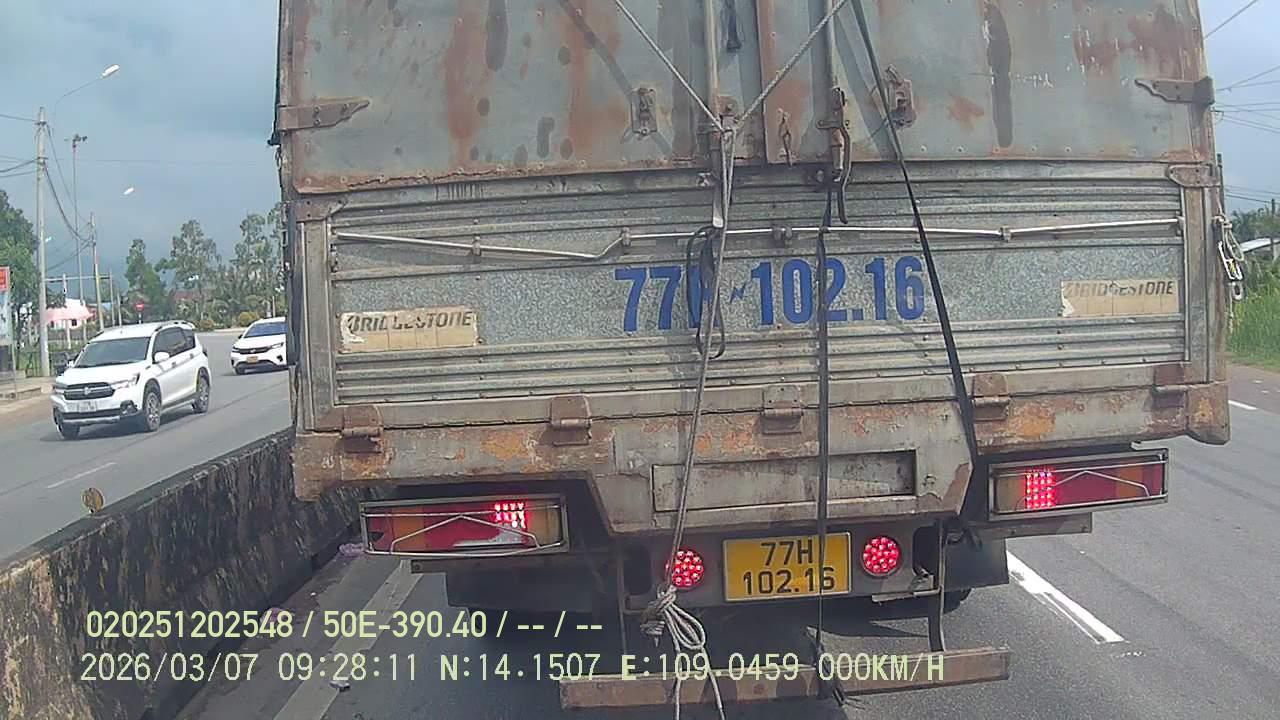 77H-102.16
BRIDGESTONE
BRIDGESTONE
77H
102.16
020251202548 / 50E-390.40 / -- / --
2026/03/07 09:28:11 N:14.1507 E:109.0459 000KM/H